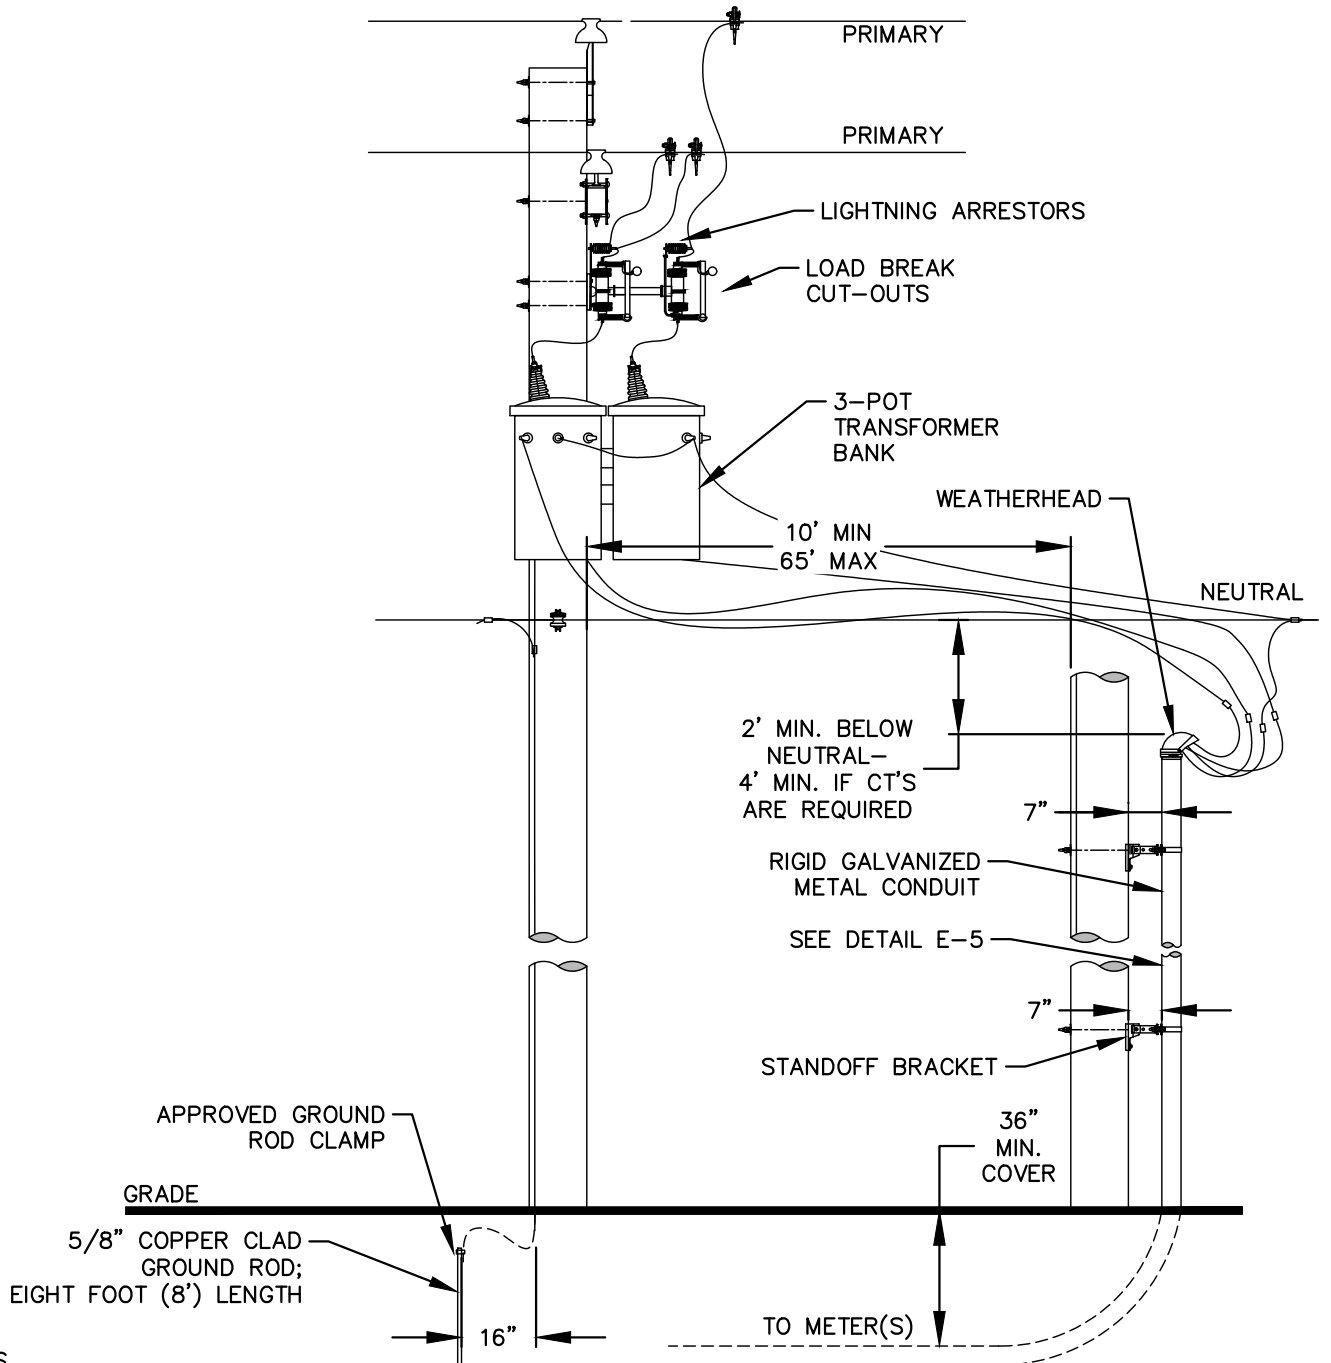 PRIMARY
PRIMARY
LIGHTNING ARRESTORS
LOAD BREAK
CUT-OUTS
3-POT
TRANSFORMER
BANK
WEATHERHEAD
10' MIN
65' MAX
NEUTRAL
2' MIN. BELOW
NEUTRAL-
4' MIN. IF CT'S
ARE REQUIRED
7"
RIGID GALVANIZED
METAL CONDUIT
SEE DETAIL E-5
7"
STANDOFF BRACKET
APPROVED GROUND
ROD CLAMP
36"
MIN.
COVER
GRADE
5/8" COPPER CLAD
GROUND ROD;
EIGHT FOOT (8') LENGTH
16"
TO METER(S)